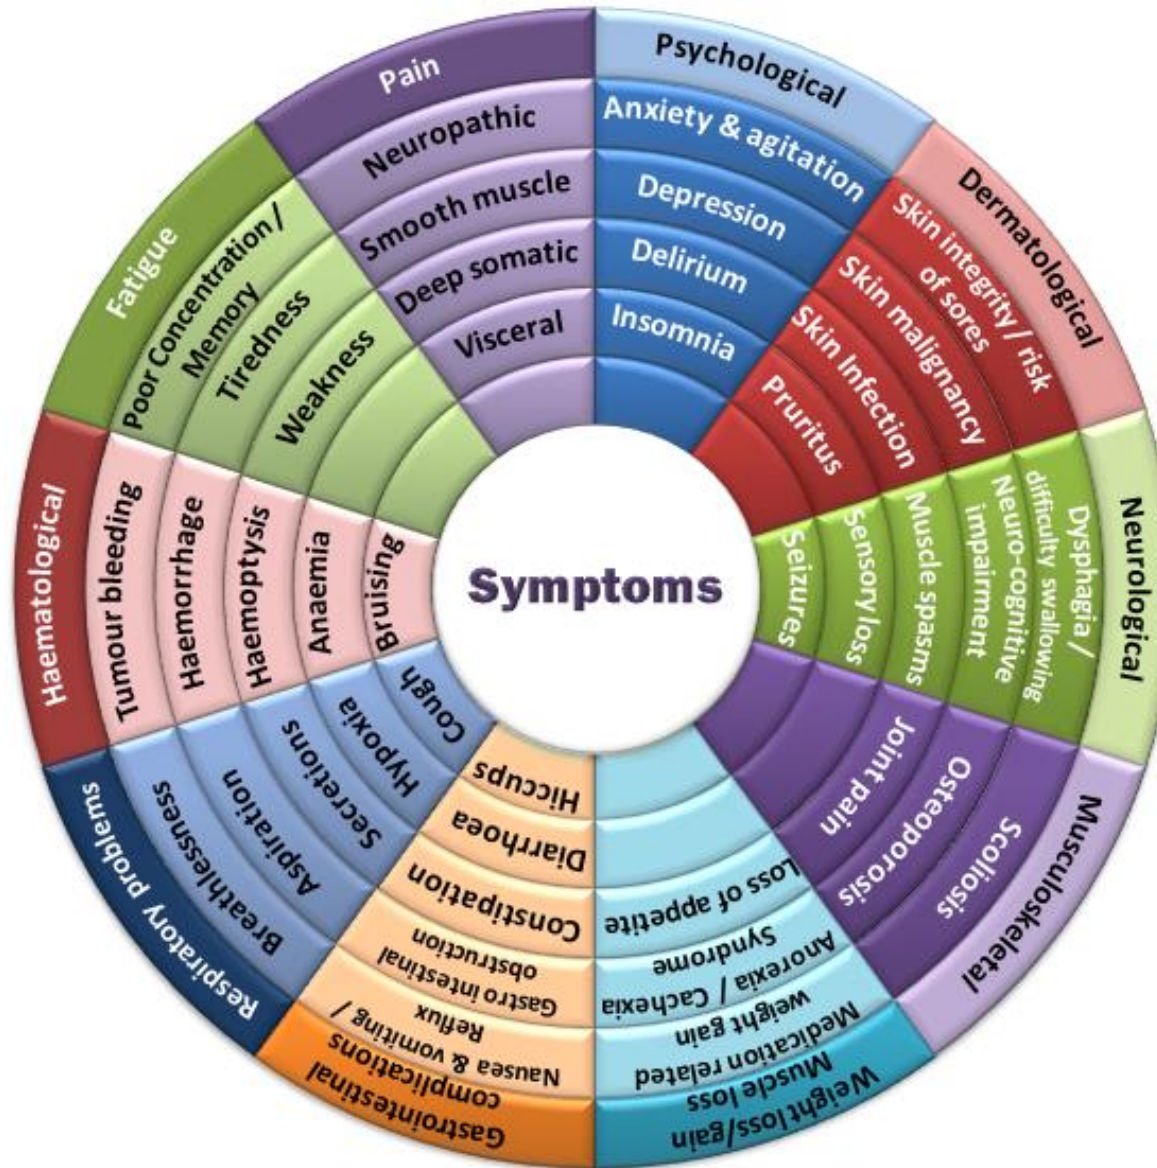 Symptoms
Psychological
Anxiety & agitation
Depression
Delirium
Insomnia
Dermatological
Skin integrity / risk
of sores
Skin malignancy
Skin Infection
Pruritus
Neurological
Dysphagia /
difficulty swallowing
Neuro-cognitive
impairment
Muscle spasms
Sensory loss
Seizures
Musculoskeletal
Scoliosis
Osteoporosis
Joint pain
Weight loss/gain
Muscle loss
Medication related
weight gain
Anorexia / Cachexia
Syndrome
Loss of appetite
Gastrointestinal
complications
Nausea & vomiting /
Reflux
Gastro intestinal
obstruction
Constipation
Diarrhoea
Hiccups
Respiratory problems
Breathlessness
Aspiration
Secretions
Hypoxia
Cough
Haematological
Tumour bleeding
Haemorrhage
Haemoptysis
Anaemia
Bruising
Fatigue
Poor Concentration /
Memory
Tiredness
Weakness
Pain
Neuropathic
Smooth muscle
Deep somatic
Visceral